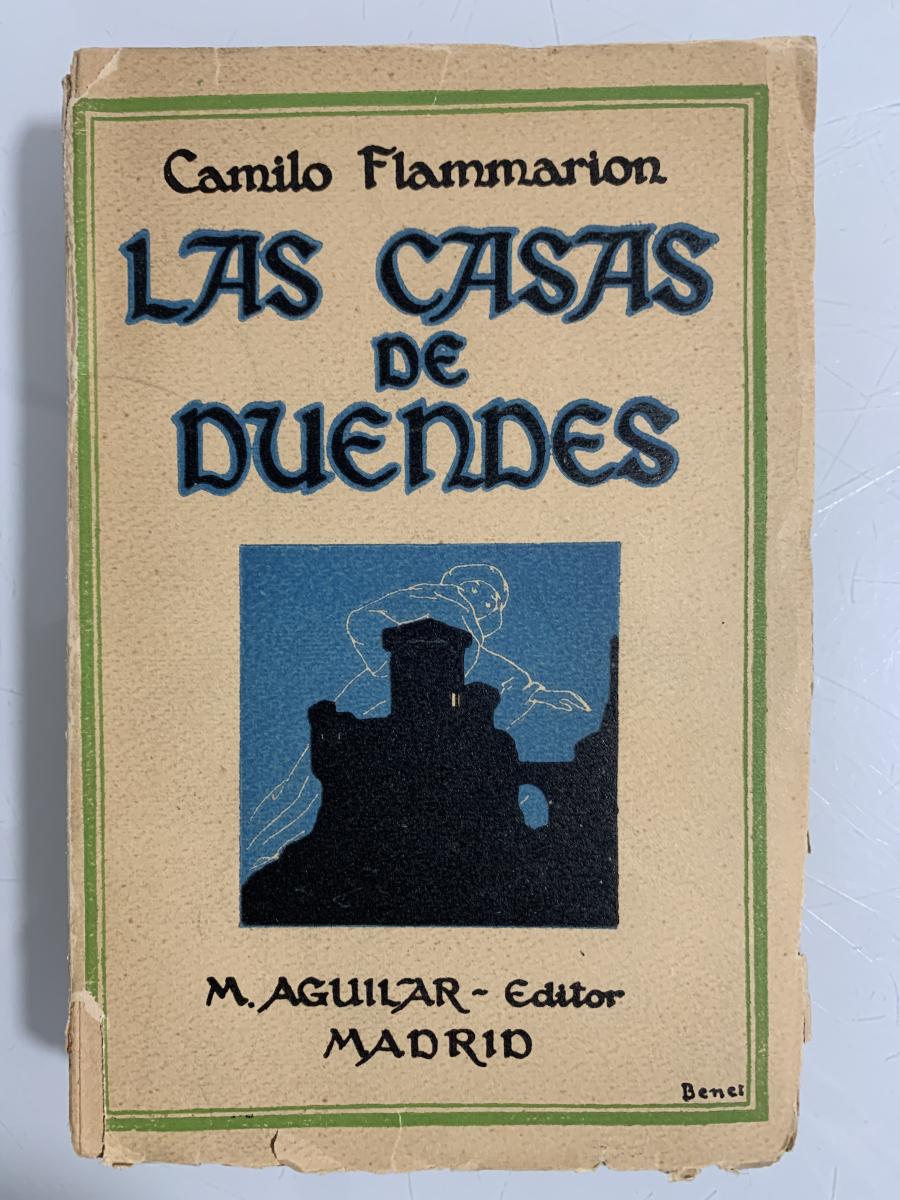 Camilo Flammarion
LAS CASAS
DE
DUENDES
M. AGUILAR - Editor
MADRID
Benet